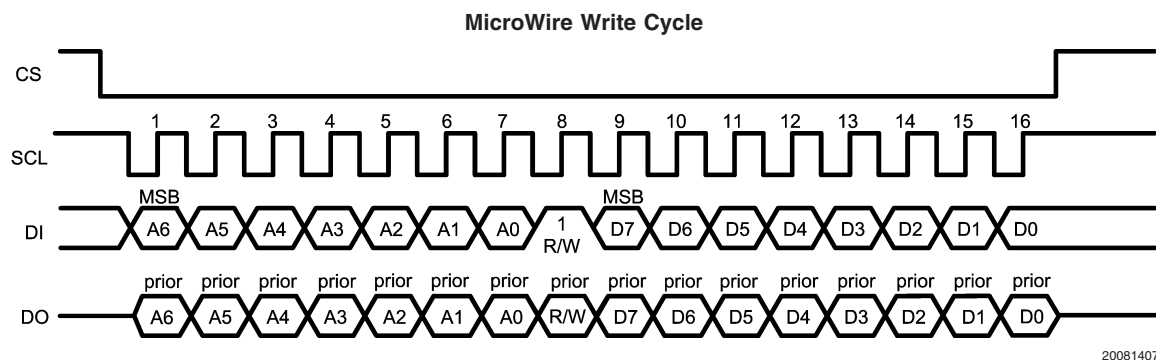 MicroWire Write Cycle
CS
1 2 3 4 5 6 7 8 9 10 11 12 13 14 15 16
SCL
MSB MSB
DI A6 A5 A4 A3 A2 A1 A0 1 R/W D7 D6 D5 D4 D3 D2 D1 D0
prior prior prior prior prior prior prior prior prior prior prior prior prior prior prior prior
DO A6 A5 A4 A3 A2 A1 A0 R/W D7 D6 D5 D4 D3 D2 D1 D0
20081407